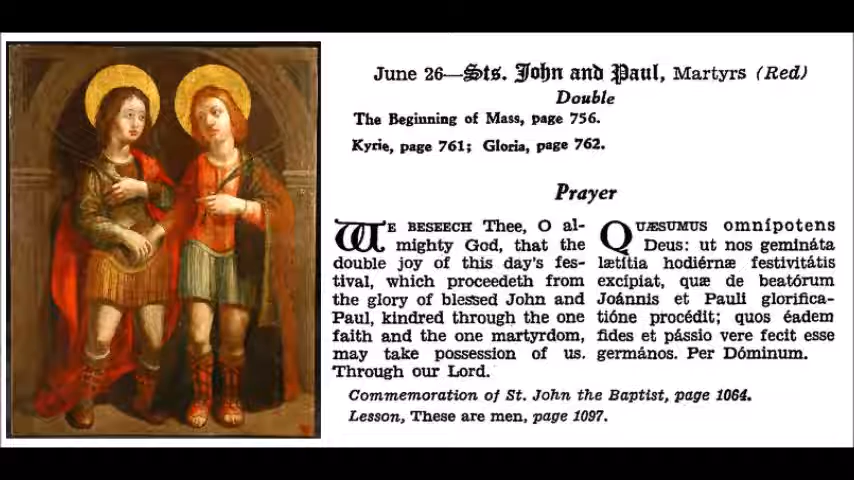 June 26—Sts. John and Paul, Martyrs (Red)
Double
The Beginning of Mass, page 756.
Kyrie, page 761; Gloria, page 762.
Prayer
WE BESEECH Thee, O al-
mighty God, that the
double joy of this day's fes-
tival, which proceedeth from
the glory of blessed John and
Paul, kindred through the one
faith and the one martyrdom,
may take possession of us.
Through our Lord.
QUÆSUMUS omnípotens
Deus: ut nos gemináta
lætítia hodiérnæ festivitátis
excípiat, quæ de beatórum
Joánnis et Pauli glorifica-
tióne procédit; quos éadem
fides et pássio vere fecit esse
germános. Per Dóminum.
Commemoration of St. John the Baptist, page 1064.
Lesson, These are men, page 1097.